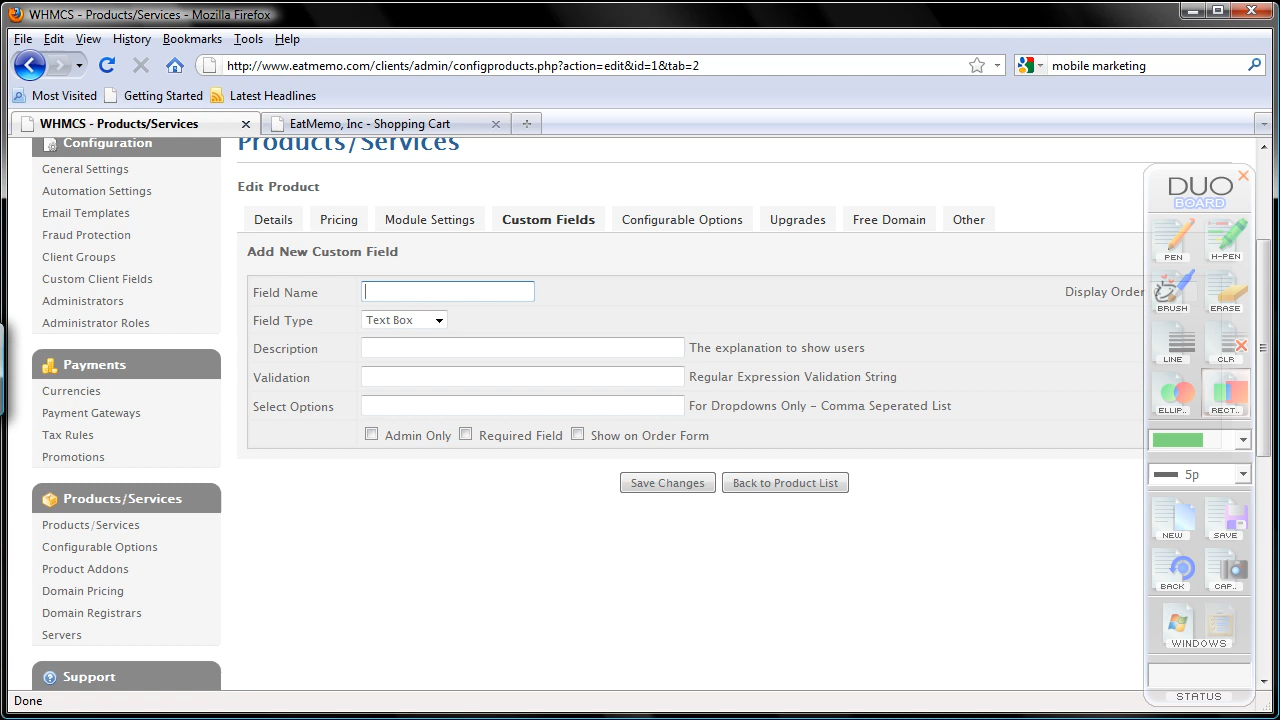 WHMCS - Products/Services - Mozilla Firefox
File Edit View History Bookmarks Tools Help
http://www.eatmemo.com/clients/admin/configproducts.php?action=edit&id=1&tab=2
mobile marketing
Most Visited Getting Started Latest Headlines
WHMCS - Products/Services
EatMemo, Inc - Shopping Cart
Configuration
General Settings
Automation Settings
Email Templates
Fraud Protection
Client Groups
Custom Client Fields
Administrators
Administrator Roles
Payments
Currencies
Payment Gateways
Tax Rules
Promotions
Products/Services
Products/Services
Configurable Options
Product Addons
Domain Pricing
Domain Registrars
Servers
Support
Products/Services
Edit Product
Details Pricing Module Settings Custom Fields Configurable Options Upgrades Free Domain Other
Add New Custom Field
Field Name
Display Order
Field Type Text Box
Description The explanation to show users
Validation Regular Expression Validation String
Select Options For Dropdowns Only - Comma Seperated List
Admin Only Required Field Show on Order Form
Save Changes Back to Product List
DUO
BOARD
PEN H-PEN
BRUSH ERASE
LINE CLR
ELLIP.. RECT..
5p
NEW SAVE
BACK CAP..
WINDOWS
STATUS
Done